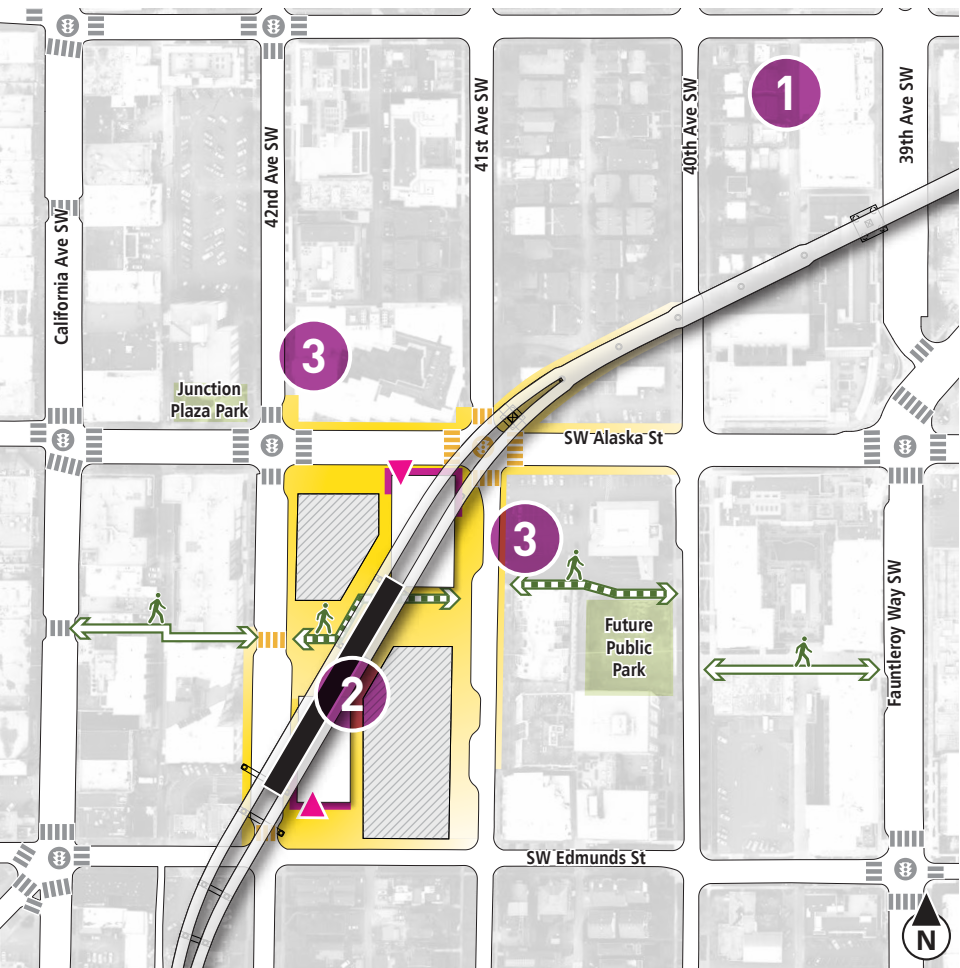 1
39th Ave SW
40th Ave SW
41st Ave SW
42nd Ave SW
California Ave SW
3
Junction
Plaza Park
SW Alaska St
3
Future
Public
Park
Fauntleroy Way SW
2
SW Edmunds St
N